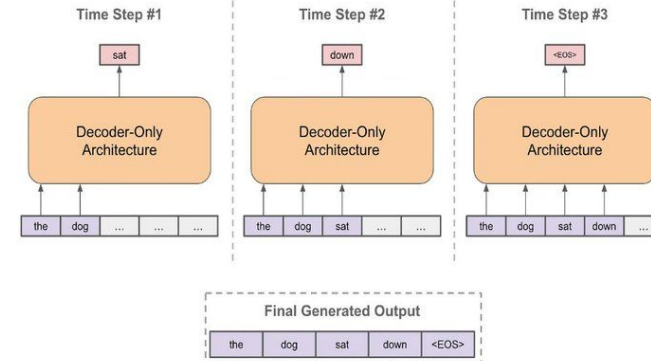 Time Step #1
sat
Decoder-Only
Architecture
the dog ... ... ...
Time Step #2
down
Decoder-Only
Architecture
the dog sat ... ...
Time Step #3
<EOS>
Decoder-Only
Architecture
the dog sat down ...
Final Generated Output
the dog sat down <EOS>